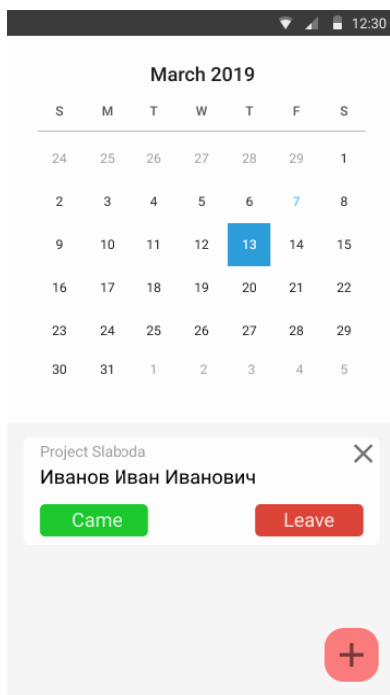 12:30
March 2019
S M T W T F S
24 25 26 27 28 29 1
2 3 4 5 6 7 8
9 10 11 12 13 14 15
16 17 18 19 20 21 22
23 24 25 26 27 28 29
30 31 1 2 3 4 5
Project Slaboda
Иванов Иван Иванович
Came Leave